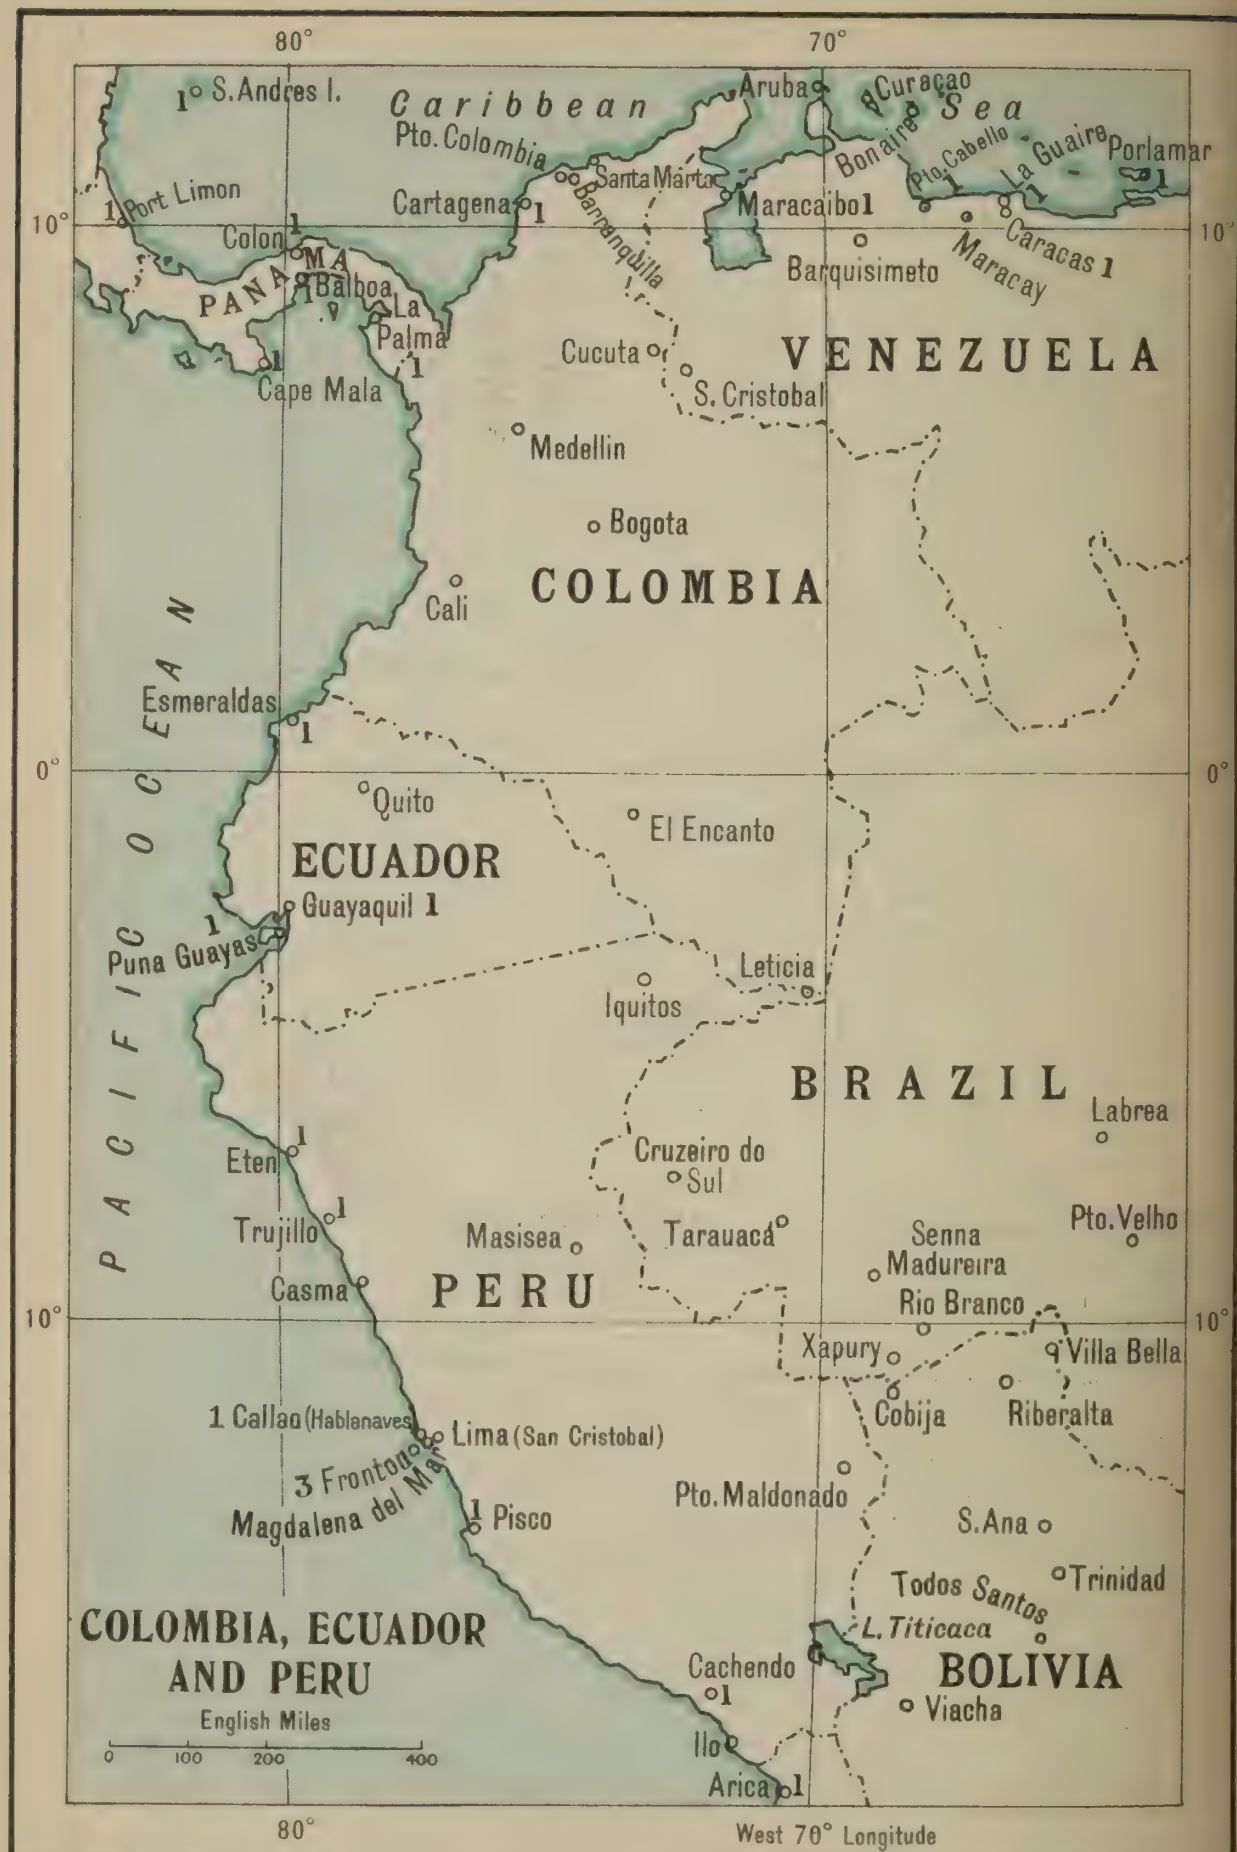 80°
70°
1 S. Andres I.
Caribbean Sea
Aruba
Curaçao
Bonaire
Pto. Colombia
Santa Marta
Barranquilla
Pto. Cabello
1
La Guaire
1
Porlamar
1
Port Limon
1
Cartagena
1
Maracaibo 1
10°
10°
Colon
1
PANAMA
Balboa
1
La
Palma
1
Cape Mala
1
Barquisimeto
Maracay
Caracas 1
Cucuta
S. Cristobal
VENEZUELA
Medellin
Bogota
COLOMBIA
Cali
PACIFIC OCEAN
Esmeraldas
1
0°
0°
Quito
El Encanto
ECUADOR
Guayaquil 1
1
Puna Guayas
Leticia
Iquitos
BRAZIL
Labrea
Eten
1
Cruzeiro do
Sul
Trujillo
1
Masisea
Tarauacá
Senna
Madureira
Pto. Velho
Casma
PERU
Rio Branco
10°
10°
Xapury
Villa Bella
Cobija
Riberalta
1 Callao (Hablenaves
Lima (San Cristobal)
3 Fronton
Magdalena del Mar
Pto. Maldonado
1
Pisco
S. Ana
Trinidad
Todos Santos
L. Titicaca
COLOMBIA, ECUADOR
AND PERU
English Miles
0 100 200 400
Cachendo
1
BOLIVIA
Viacha
Ilo
Arica 1
80°
West 70° Longitude